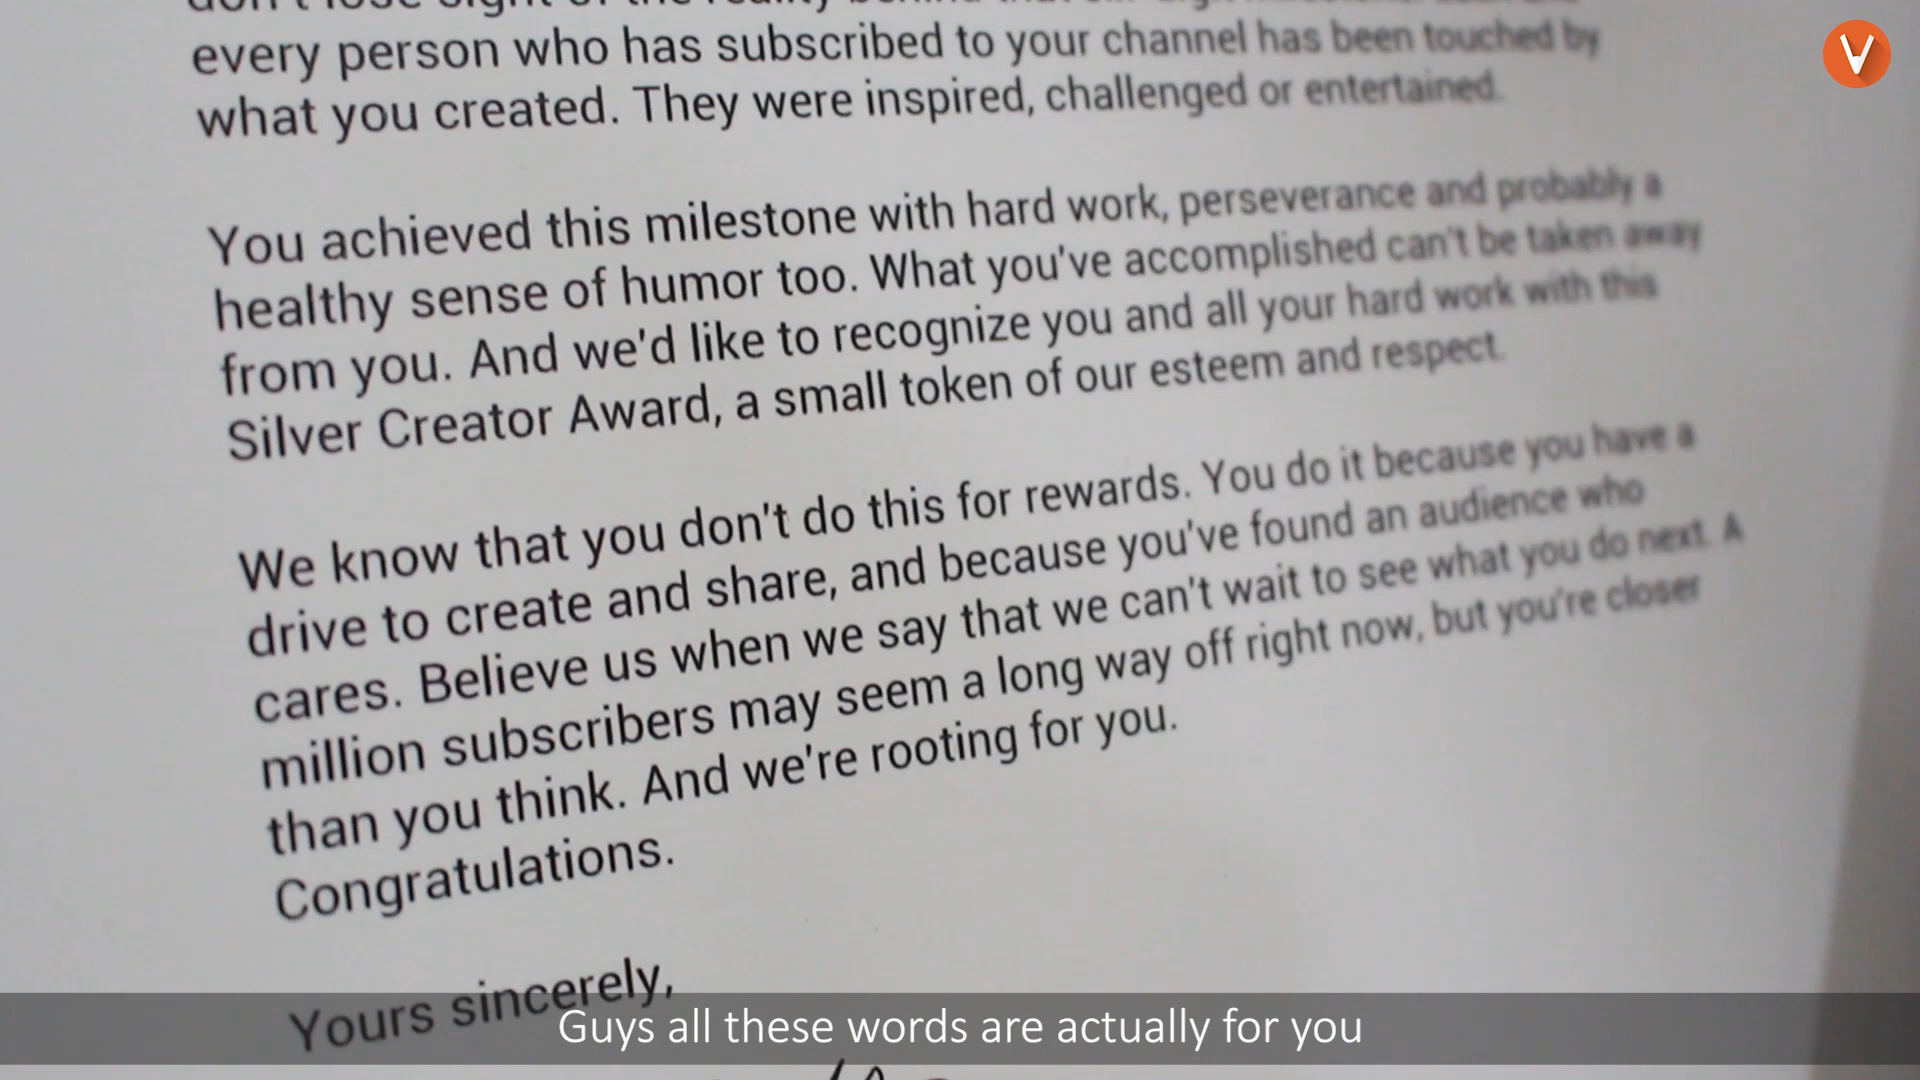 every person who has subscribed to your channel has been touched by
what you created. They were inspired, challenged or entertained.
You achieved this milestone with hard work, perseverance and probably a
healthy sense of humor too. What you've accomplished can't be taken away
from you. And we'd like to recognize you and all your hard work with this
Silver Creator Award, a small token of our esteem and respect.
We know that you don't do this for rewards. You do it because you have a
drive to create and share, and because you've found an audience who
cares. Believe us when we say that we can't wait to see what you do next. A
million subscribers may seem a long way off right now, but you're closer
than you think. And we're rooting for you.
Congratulations.
Yours sincerely,
Guys all these words are actually for you